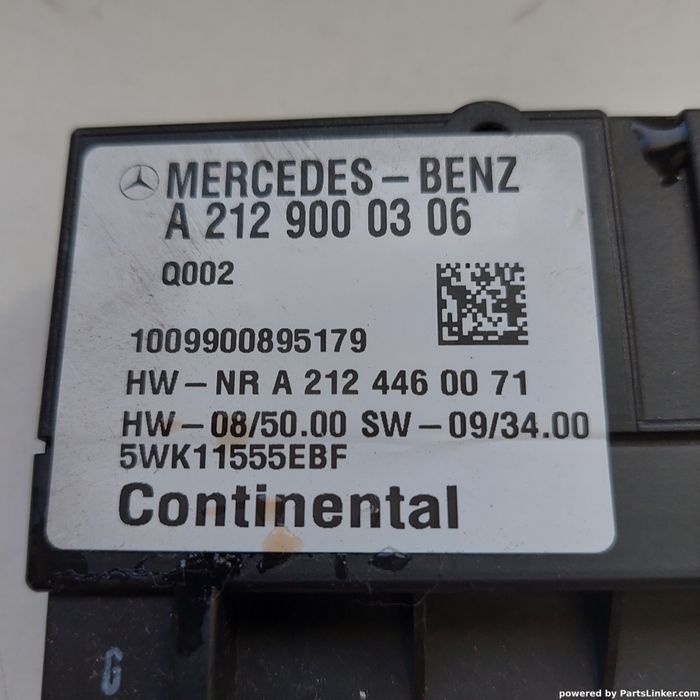 MERCEDES-BENZ
A 212 900 03 06
Q002
1009900895179
HW-NR A 212 446 00 71
HW-08/50.00 SW-09/34.00
5WK11555EBF
Continental
G
powered by PartsLinker.com